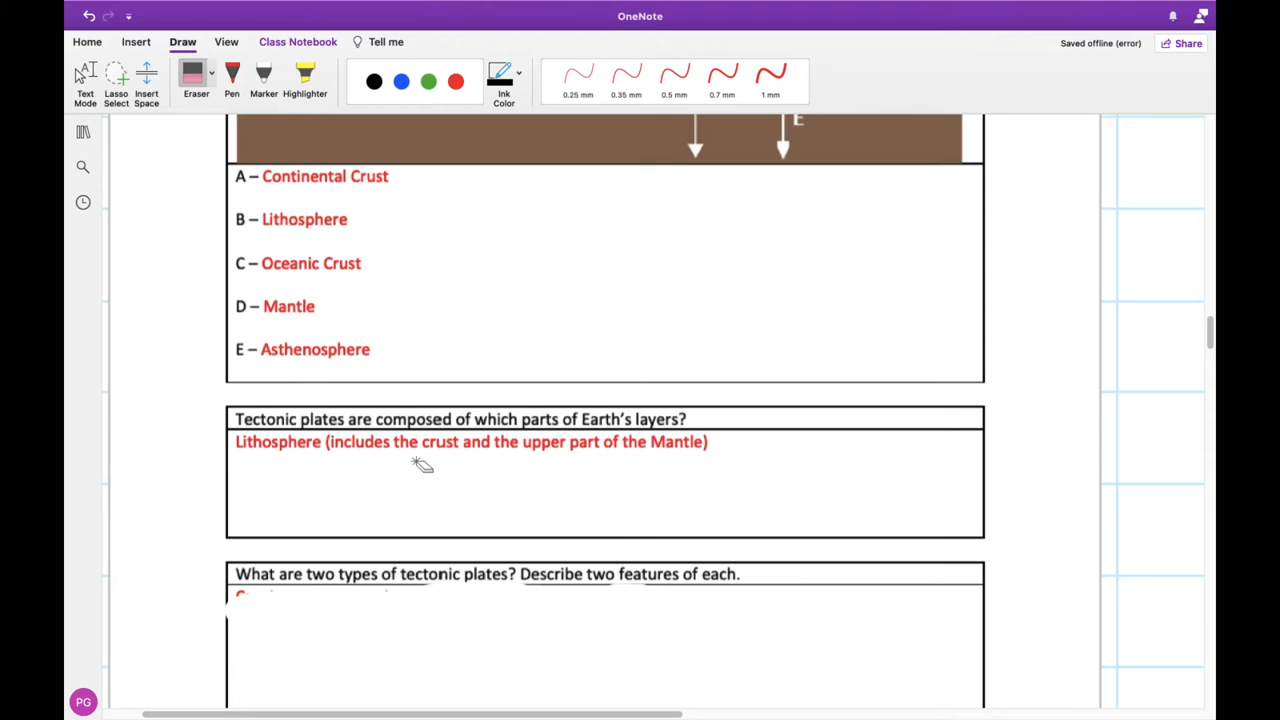 OneNote
Home Insert Draw View Class Notebook Tell me
Saved offline (error) Share
Text Mode
Lasso Select
Insert Space
Eraser
Pen
Marker
Highlighter
Ink Color
0.25 mm 0.35 mm 0.5 mm 0.7 mm 1 mm
E
A – Continental Crust
B – Lithosphere
C – Oceanic Crust
D – Mantle
E – Asthenosphere
Tectonic plates are composed of which parts of Earth's layers?
Lithosphere (includes the crust and the upper part of the Mantle)
What are two types of tectonic plates? Describe two features of each.
PG